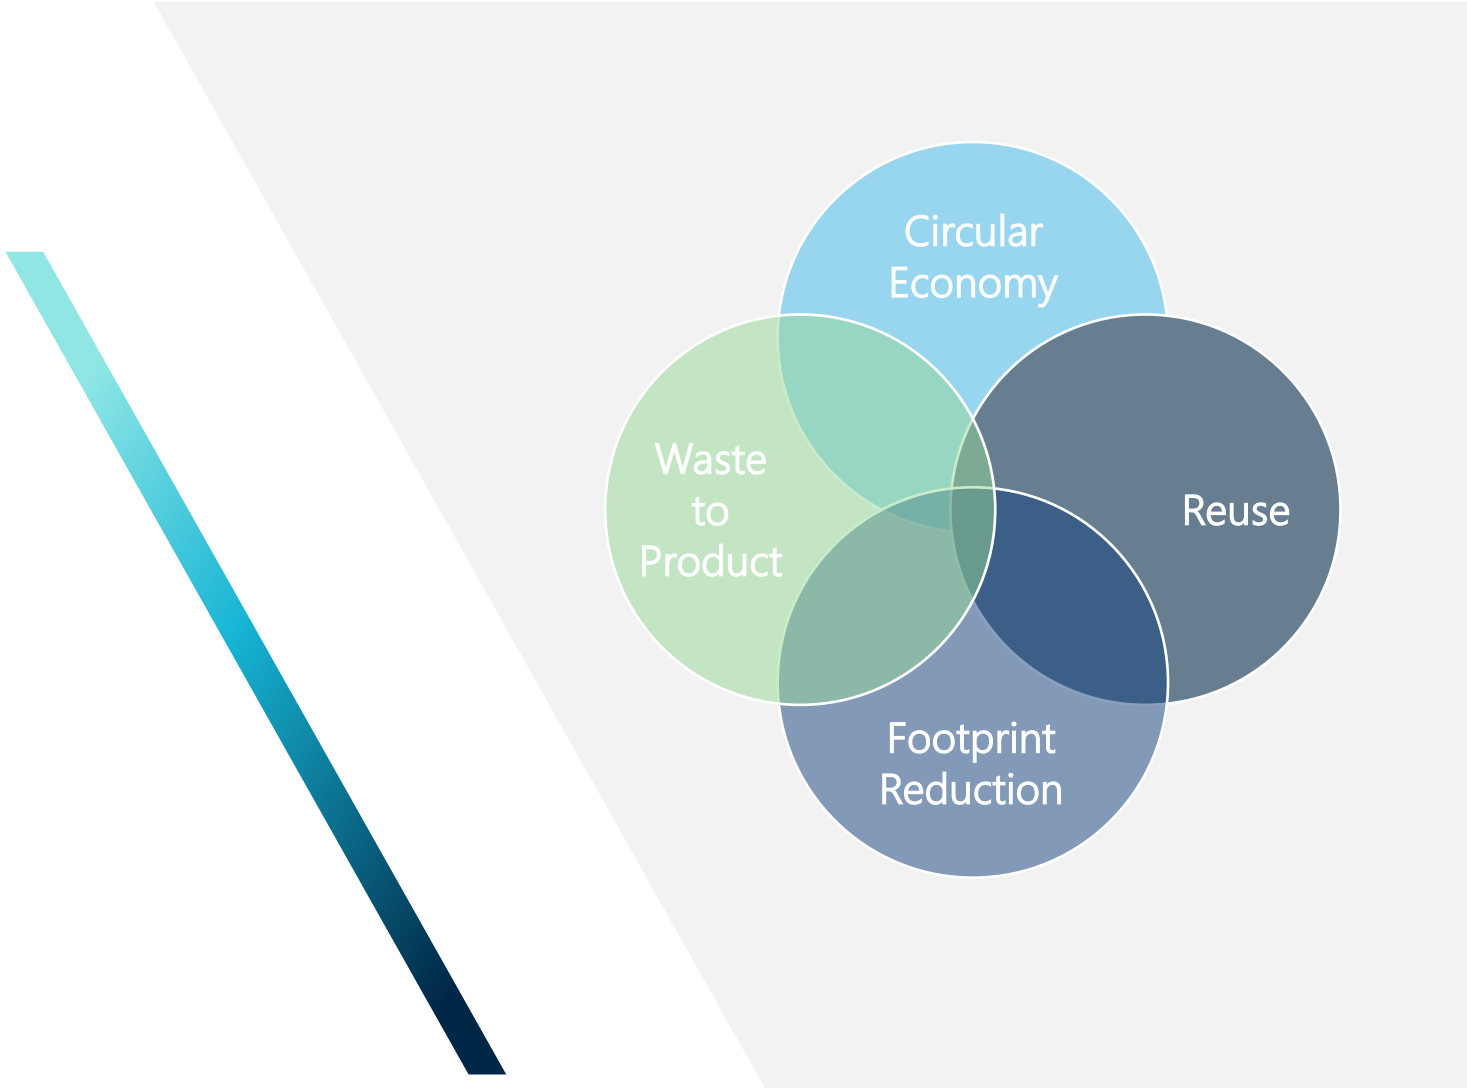 Circular
Economy
Waste
to
Product
Reuse
Footprint
Reduction